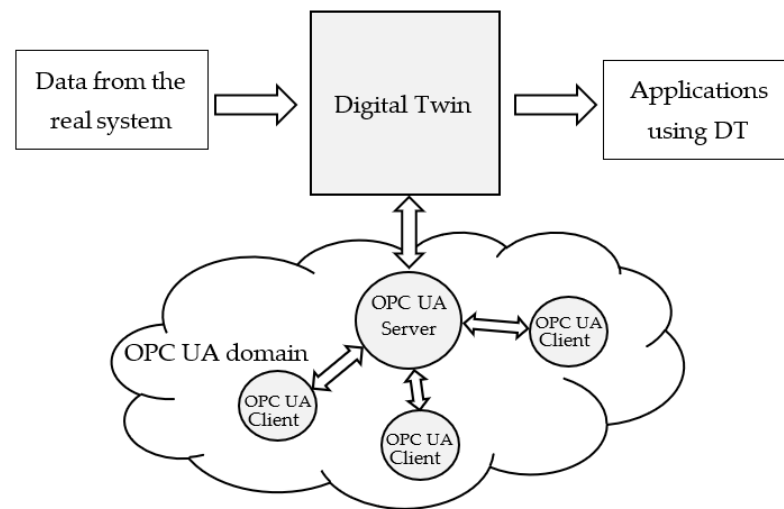 Data from the
real system
Digital Twin
Applications
using DT
OPC UA
Server
OPC UA
Client
OPC UA domain
OPC UA
Client
OPC UA
Client